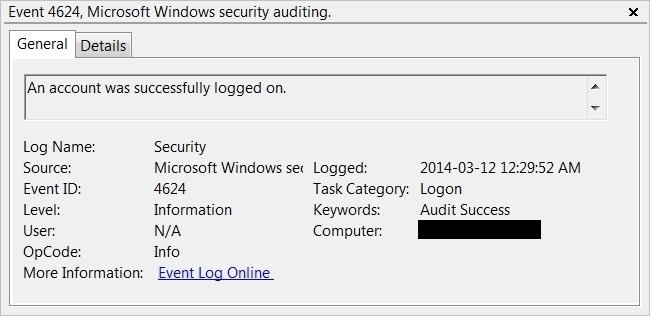 Event 4624, Microsoft Windows security auditing.
General Details
An account was successfully logged on.
Log Name: Security
Source: Microsoft Windows sec Logged: 2014-03-12 12:29:52 AM
Event ID: 4624 Task Category: Logon
Level: Information Keywords: Audit Success
User: N/A Computer:
OpCode: Info
More Information: Event Log Online